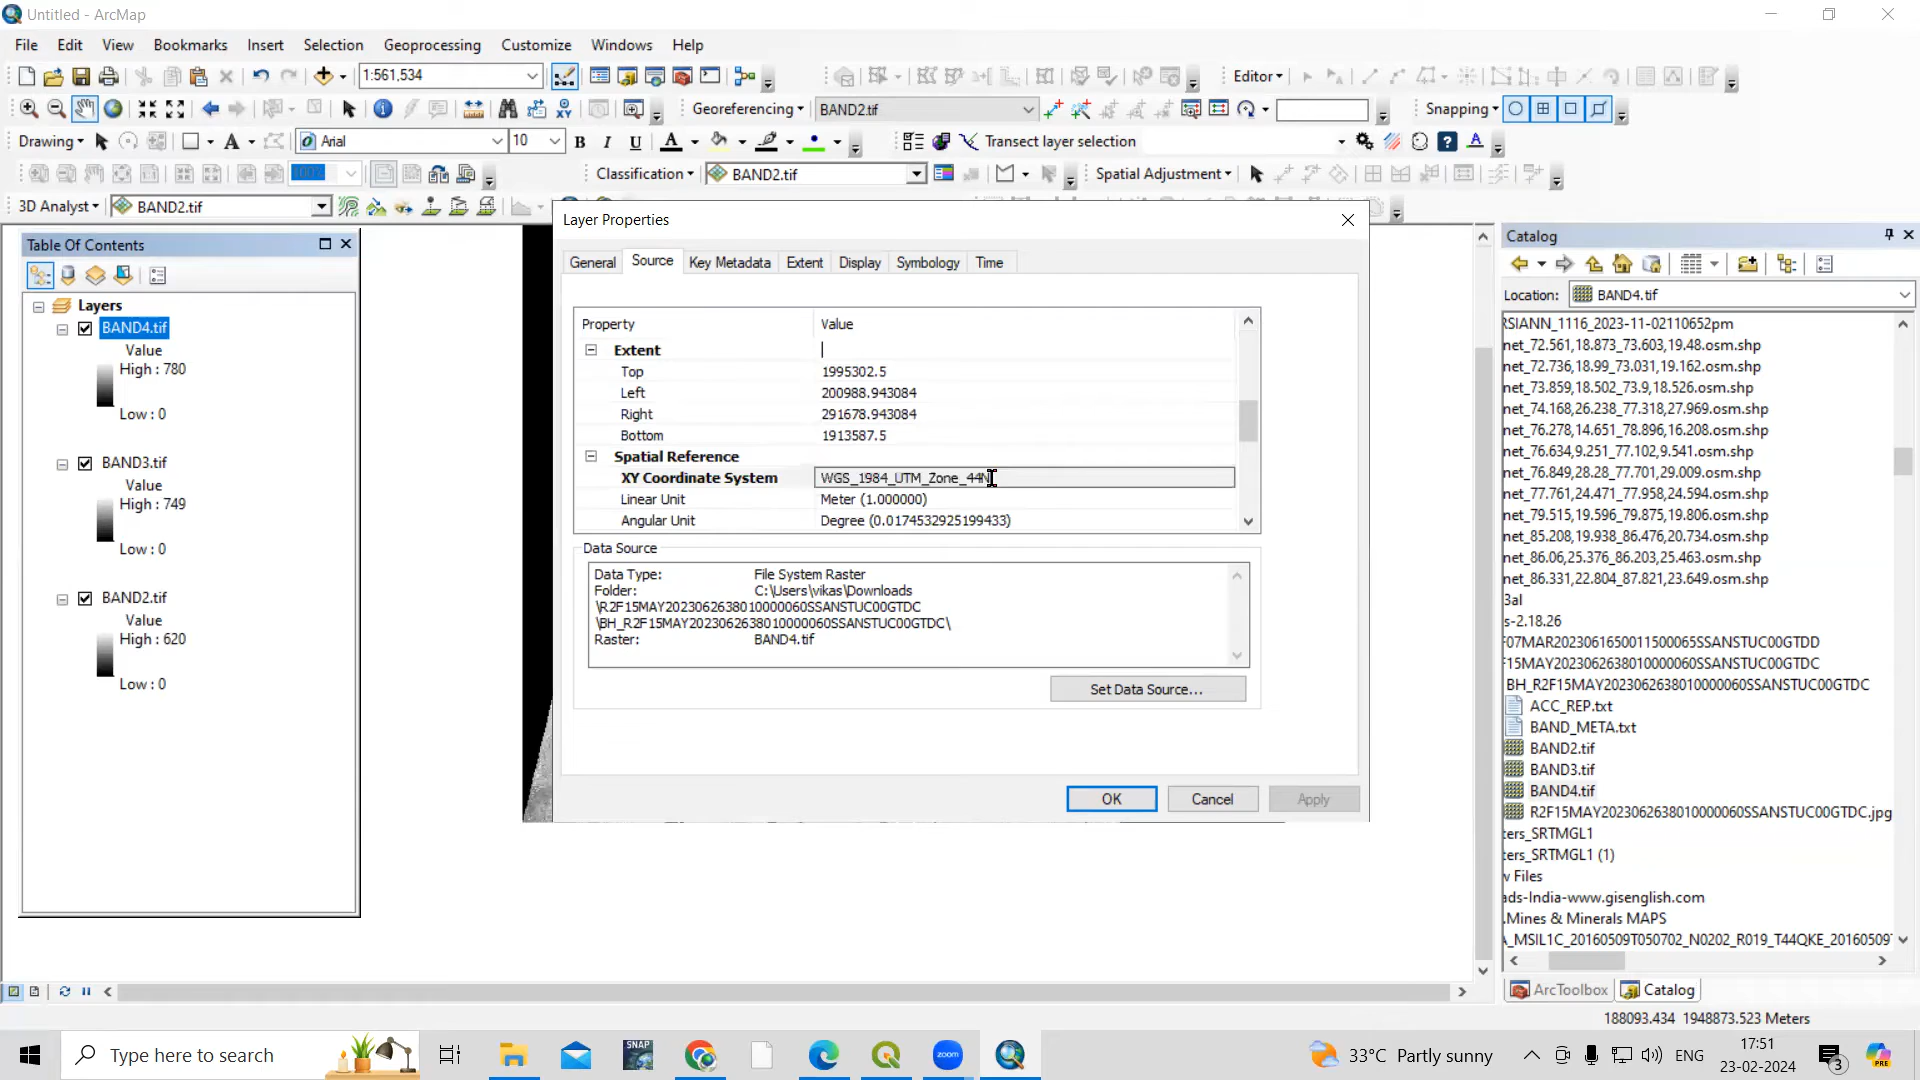 Untitled - ArcMap
File Edit View Bookmarks Insert Selection Geoprocessing Customize Windows Help
1:561,534 Editor
Georeferencing BAND2.tif Snapping
Drawing A Arial 10 B I U A Transect layer selection
100% Classification BAND2.tif Spatial Adjustment
3D Analyst BAND2.tif
Table Of Contents
Layers
BAND4.tif
Value
High : 780
Low : 0
BAND3.tif
Value
High : 749
Low : 0
BAND2.tif
Value
High : 620
Low : 0
Layer Properties
General Source Key Metadata Extent Display Symbology Time
Property Value
Extent
Top 1995302.5
Left 200988.943084
Right 291678.943084
Bottom 1913587.5
Spatial Reference
XY Coordinate System WGS_1984_UTM_Zone_44N
Linear Unit Meter (1.000000)
Angular Unit Degree (0.0174532925199433)
Data Source
Data Type: File System Raster
Folder: C:\Users\vikas\Downloads
\R2F15MAY2023062638010000060SSANSTUC00GTDC
\BH_R2F15MAY2023062638010000060SSANSTUC00GTDC\
Raster: BAND4.tif
Set Data Source...
OK Cancel Apply
Catalog
Location: BAND4.tif
RSIANN_1116_2023-11-02110652pm
net_72.561,18.873_73.603,19.48.osm.shp
net_72.736,18.99_73.031,19.162.osm.shp
net_73.859,18.502_73.9,18.526.osm.shp
net_74.168,26.238_77.318,27.969.osm.shp
net_76.278,14.651_78.896,16.208.osm.shp
net_76.634,9.251_77.102,9.541.osm.shp
net_76.849,28.28_77.701,29.009.osm.shp
net_77.761,24.471_77.958,24.594.osm.shp
net_79.515,19.596_79.875,19.806.osm.shp
net_85.208,19.938_86.476,20.734.osm.shp
net_86.06,25.376_86.203,25.463.osm.shp
net_86.331,22.804_87.821,23.649.osm.shp
3al
s-2.18.26
F07MAR2023061650011500065SSANSTUC00GTDD
F15MAY2023062638010000060SSANSTUC00GTDC
BH_R2F15MAY2023062638010000060SSANSTUC00GTDC
ACC_REP.txt
BAND_META.txt
BAND2.tif
BAND3.tif
BAND4.tif
R2F15MAY2023062638010000060SSANSTUC00GTDC.jpg
ters_SRTMGL1
ters_SRTMGL1 (1)
v Files
ads-India-www.gisenglish.com
.Mines & Minerals MAPS
A_MSIL1C_20160509T050702_N0202_R019_T44QKE_20160509T
ArcToolbox Catalog
188093.434 1948873.523 Meters
Type here to search
SNAP
zoom
33°C Partly sunny
ENG
17:51
23-02-2024
3
PRE